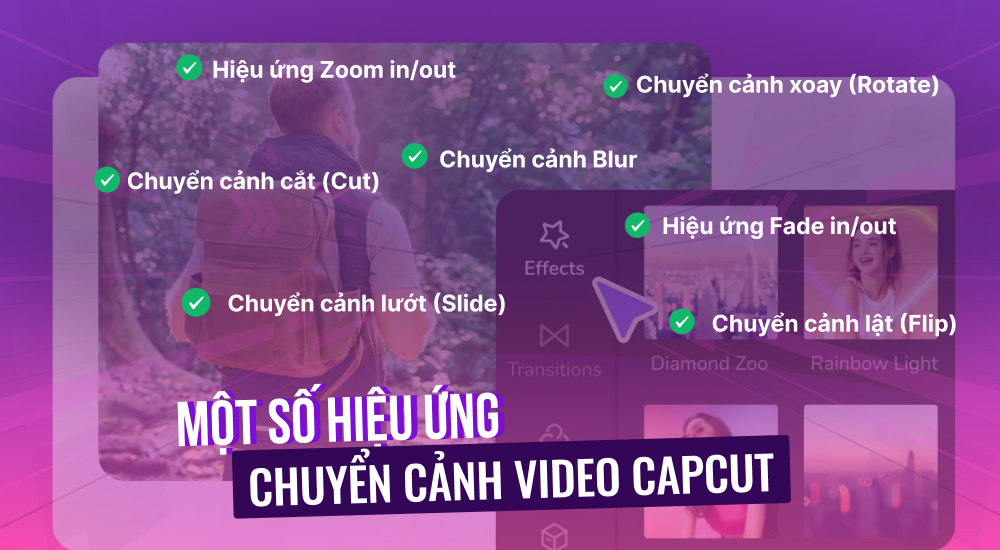 Hiệu ứng Zoom in/out
Chuyển cảnh xoay (Rotate)
Chuyển cảnh Blur
Chuyển cảnh cắt (Cut)
Hiệu ứng Fade in/out
Effects
Chuyển cảnh lướt (Slide)
Chuyển cảnh lật (Flip)
Transitions
Diamond Zoo
Rainbow Light
MỘT SỐ HIỆU ỨNG
CHUYỂN CẢNH VIDEO CAPCUT